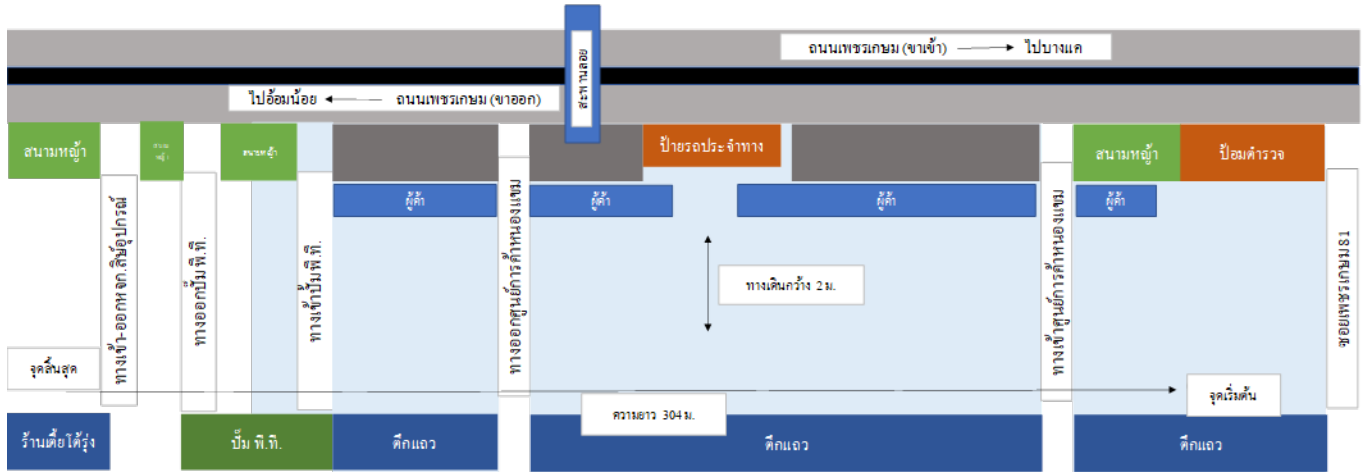 ถนนเพชรเกษม (ขาเข้า) ไปบางแค
สะพานลอย
ไปอ้อมน้อย ถนนเพชรเกษม (ขาออก)
สนามหญ้า
สนาม
หญ้า
สนามหญ้า
ป้ายรถประจำทาง
สนามหญ้า
ป้อมตำรวจ
ผู้ค้า
ผู้ค้า
ผู้ค้า
ผู้ค้า
ทางเข้า-ออกหจก.สิษ์อุปกรณ์
ทางออกปั๊มพี.ที.
ทางเข้าปั๊มพี.ที.
ทางออกศูนย์การค้าหนองแขม
ทางเดินกว้าง 2 ม.
ทางเข้าศูนย์การค้าหนองแขม
ซอยเพชรเกษม81
จุดสิ้นสุด
จุดเริ่มต้น
ความยาว 304 ม.
ร้านเตี้ยโต้รุ่ง
ปั๊ม พี.ที.
ตึกแถว
ตึกแถว
ตึกแถว